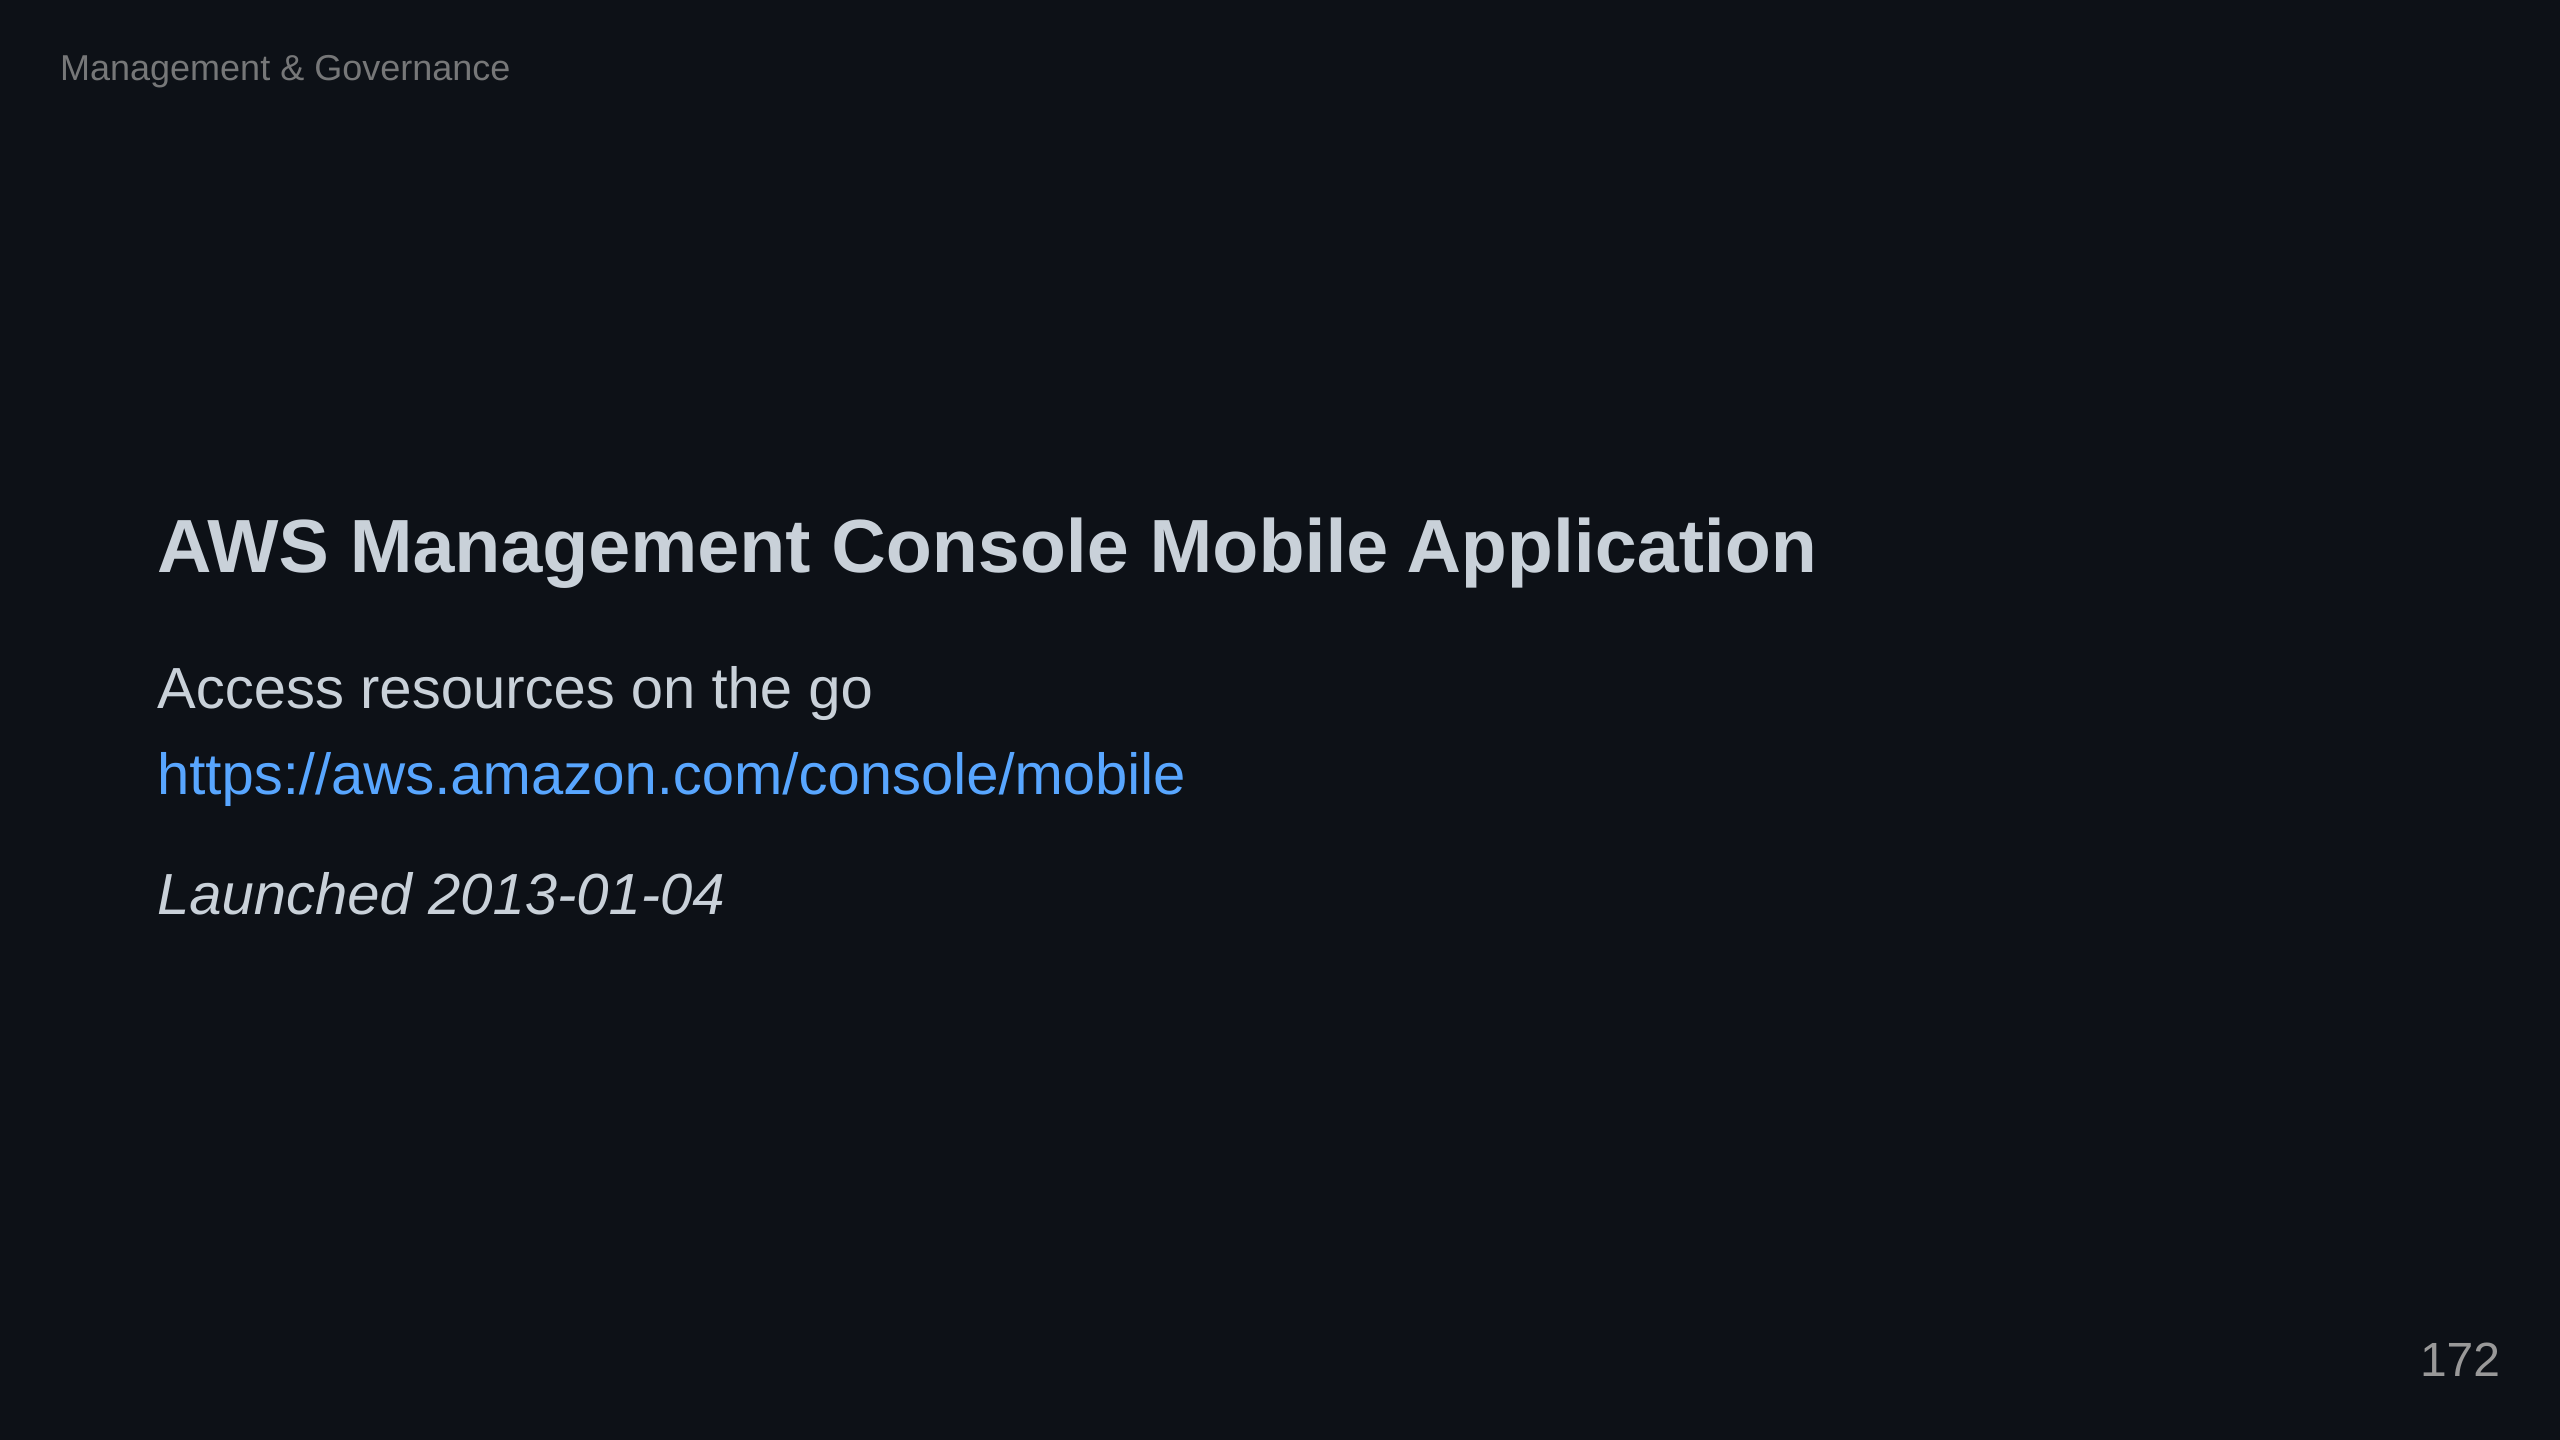 Management & Governance
AWS Management Console Mobile Application
Access resources on the go
https://aws.amazon.com/console/mobile
Launched 2013-01-04
172